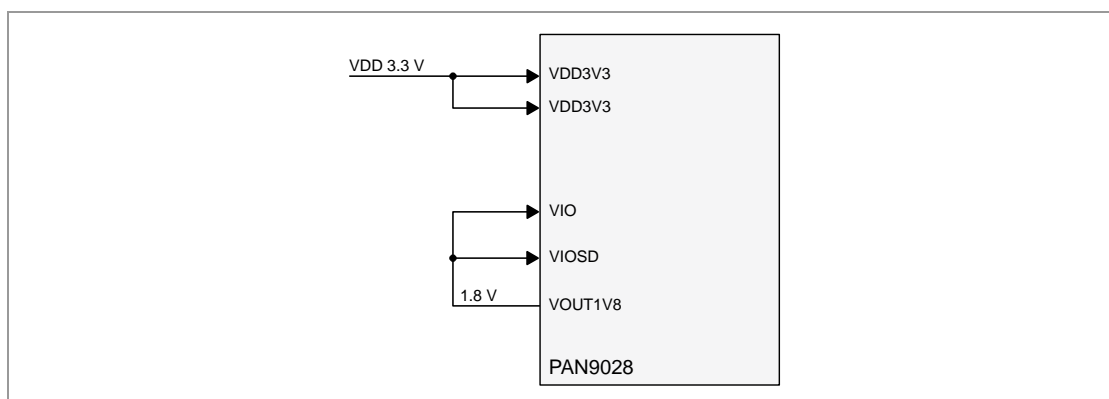 VDD 3.3 V
VDD3V3
VDD3V3
VIO
VIOSD
1.8 V
VOUT1V8
PAN9028